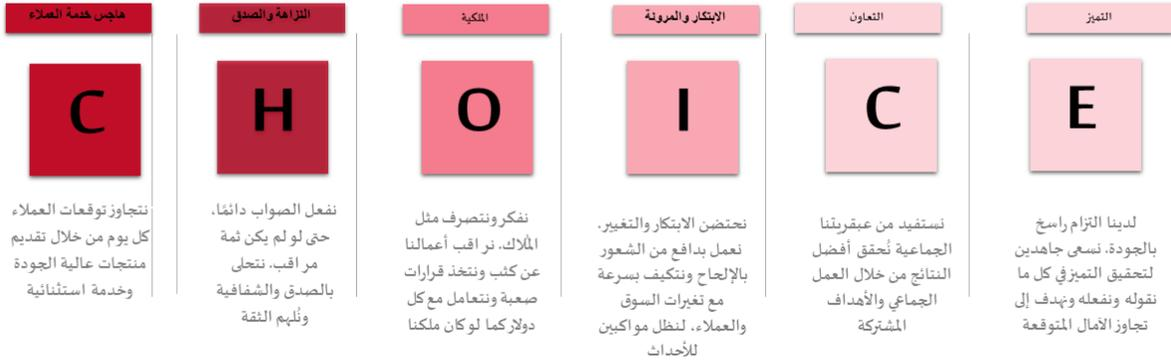 هاجس خدمة العملاء
C
نتجاوز توقعات العملاء
كل يوم من خلال تقديم
منتجات عالية الجودة
وخدمة استثنائية
النزاهة والصدق
H
نفعل الصواب دائمًا،
حتى لو لم يكن ثمة
مراقب. نتحلى
بالصدق والشفافية
ونُلهم الثقة
الملكية
O
نفكر ونتصرف مثل
المُلاك. نراقب أعمالنا
عن كثب ونتخذ قرارات
صعبة ونتعامل مع كل
دولار كما لو كان ملكنا
الابتكار والمرونة
I
نحتضن الابتكار والتغيير.
نعمل بدافع من الشعور
بالإلحاح ونتكيف بسرعة
مع تغيرات السوق
والعملاء. لنظل مواكبين
للأحداث
التعاون
C
نستفيد من عبقريتنا
الجماعية نُحقق أفضل
النتائج من خلال العمل
الجماعي والأهداف
المشتركة
التميز
E
لدينا التزام راسخ
بالجودة. نسعى جاهدين
لتحقيق التميز في كل ما
نقوله ونفعله ونهدف إلى
تجاوز الآمال المتوقعة